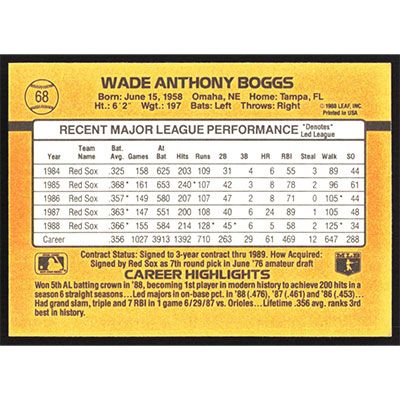 68
WADE ANTHONY BOGGS
Born: June 15, 1958 Omaha, NE Home: Tampa, FL
Ht.: 6'2" Wgt.: 197 Bats: Left Throws: Right
© 1988 LEAF, INC.
Printed in USA
RECENT MAJOR LEAGUE PERFORMANCE *Denotes Led League
Year Team Name Bat. Avg. Games At Bat Hits Runs 2B 3B HR RBI Steal Walk SO
1984 Red Sox .325 158 625 203 109 31 4 6 55 3 89 44
1985 Red Sox .368* 161 653 240* 107 42 3 8 78 2 96 61
1986 Red Sox .357* 149 580 207 107 47 2 8 71 0 105* 44
1987 Red Sox .363* 147 551 200 108 40 6 24 89 1 105 48
1988 Red Sox .366* 155 584 214 128* 45* 6 5 58 2 125* 34
Career .356 1027 3913 1392 710 264 29 61 469 12 647 288
Contract Status: Signed to 3-year contract thru 1989. How Acquired:
Signed by Red Sox as 7th round pick in June '76 amateur draft
CAREER HIGHLIGHTS
MLB
Won 5th AL batting crown in '88, becoming 1st player in modern history to achieve 200 hits in a
season 6 straight seasons... Led majors in on-base pct. in '88 (.476), '87 (.461) and '86 (.453)...
Had grand slam, triple and 7 RBI in 1 game 6/29/87 vs. Orioles... Lifetime .356 avg. ranks 3rd
best in history.